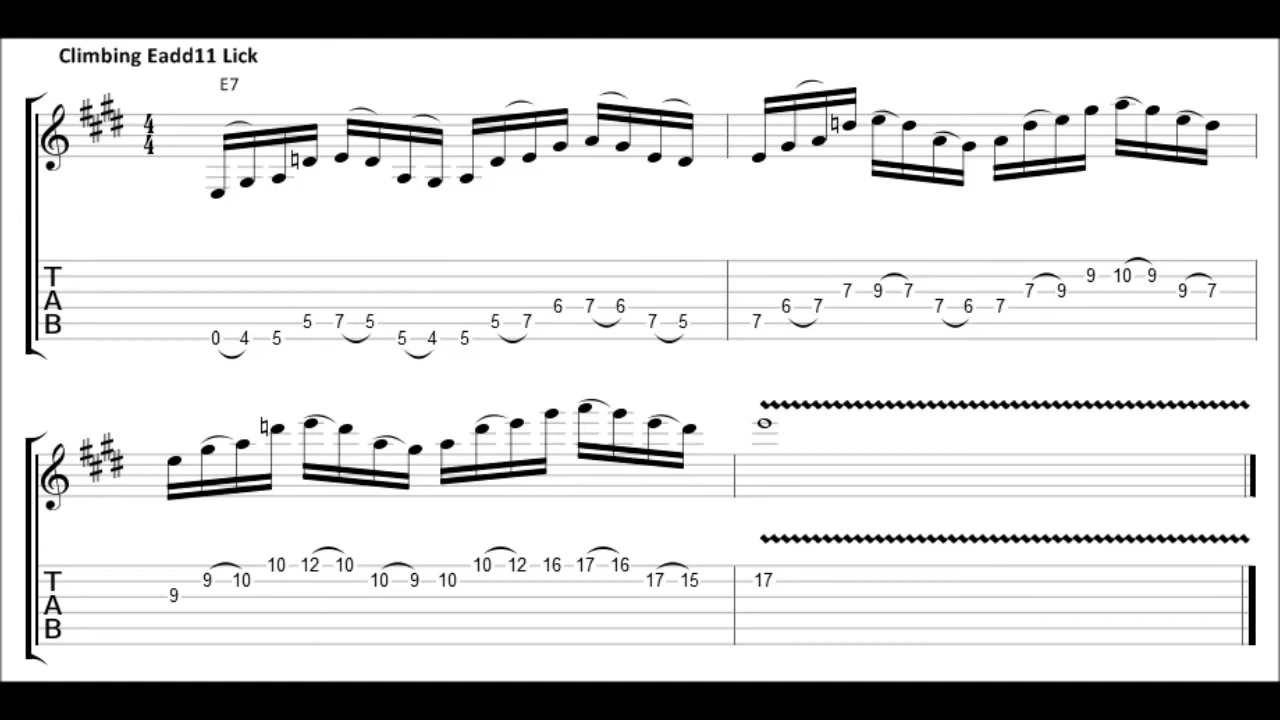 Climbing Eadd11 Lick
E7
4
4
9 10 9
7 9 7 7 9 9 7
6 7 6 6 7 7 6 7
T A B 5 7 5 5 7 7 5 7
0 4 5 5 4 5
10 12 10 10 12 16 17 16
9 10 10 9 10 17 15 17
9
T A B